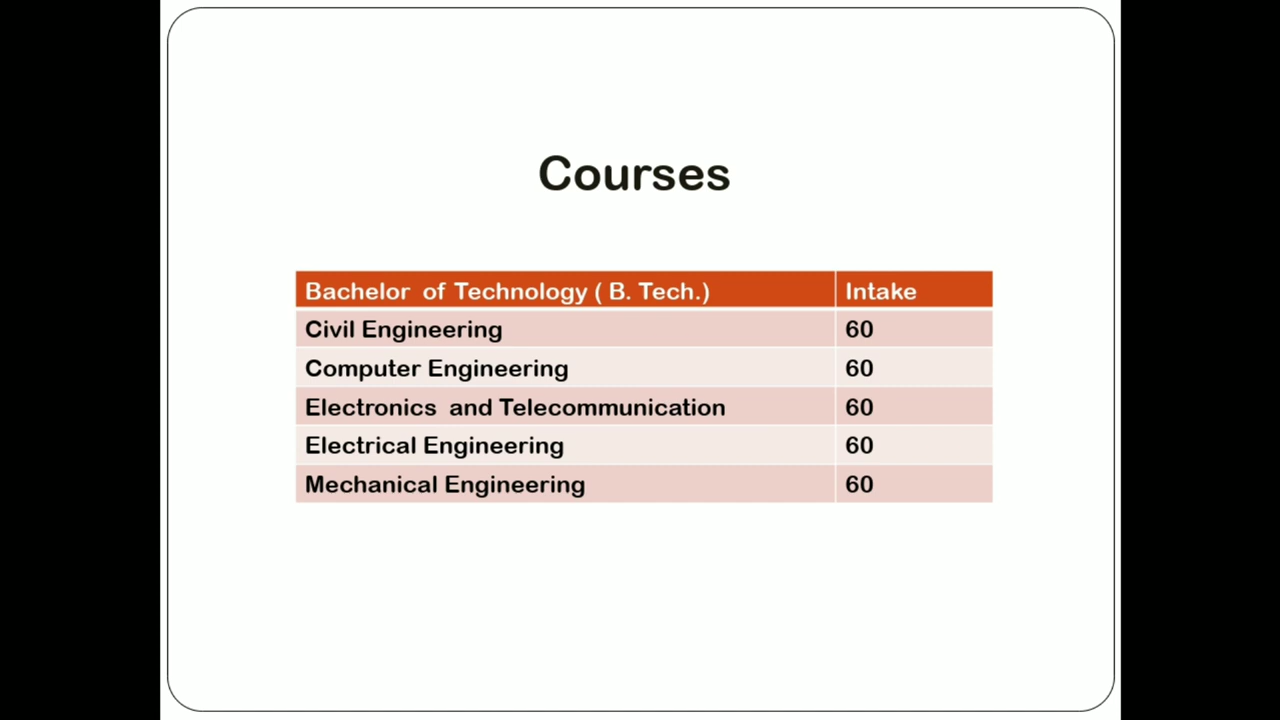 Courses
Bachelor of Technology ( B. Tech.) Intake
Civil Engineering 60
Computer Engineering 60
Electronics and Telecommunication 60
Electrical Engineering 60
Mechanical Engineering 60